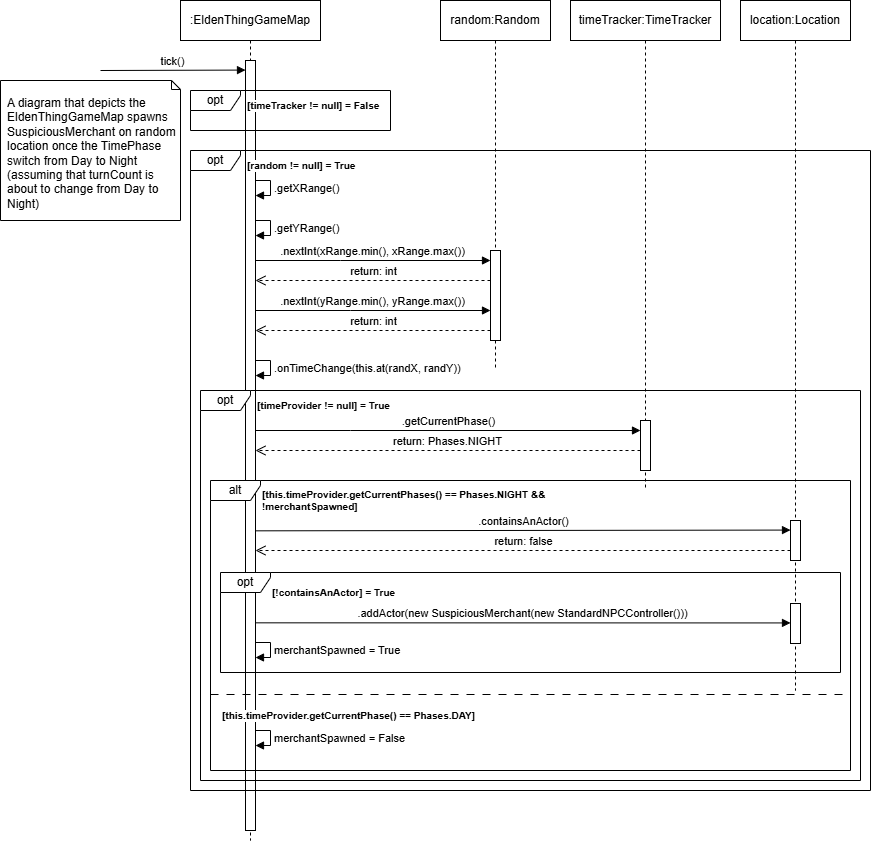 :EldenThingGameMap
random:Random
timeTracker:TimeTracker
location:Location
tick()
A diagram that depicts the
EldenThingGameMap spawns
SuspiciousMerchant on random
location once the TimePhase
switch from Day to Night
(assuming that turnCount is
about to change from Day to
Night)
opt
[timeTracker != null] = False
opt
[random != null] = True
.getXRange()
.getYRange()
.nextInt(xRange.min(), xRange.max())
return: int
.nextInt(yRange.min(), yRange.max())
return: int
.onTimeChange(this.at(randX, randY))
opt
[timeProvider != null] = True
.getCurrentPhase()
return: Phases.NIGHT
alt
[this.timeProvider.getCurrentPhases() == Phases.NIGHT &&
!merchantSpawned]
.containsAnActor()
return: false
opt
[!containsAnActor] = True
.addActor(new SuspiciousMerchant(new StandardNPCController()))
merchantSpawned = True
[this.timeProvider.getCurrentPhase() == Phases.DAY]
merchantSpawned = False